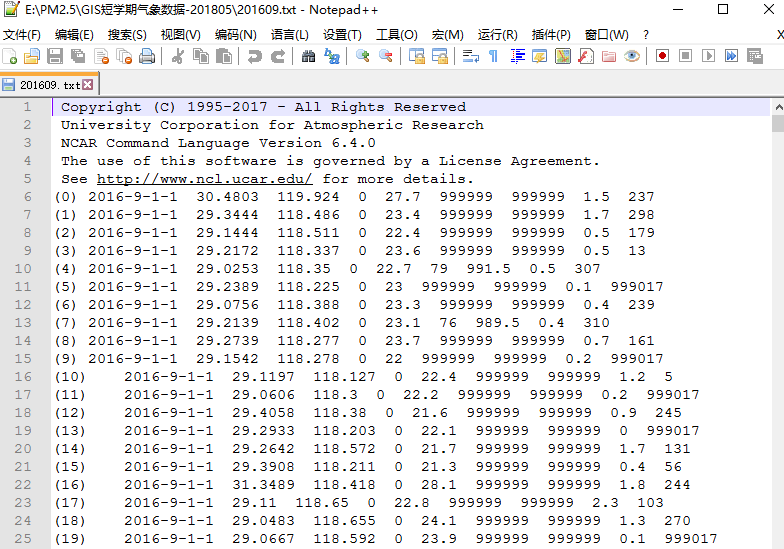 E:\PM2.5\GIS短学期气象数据-201805\201609.txt - Notepad++
文件(F) 编辑(E) 搜索(S) 视图(V) 编码(N) 语言(L) 设置(T) 工具(O) 宏(M) 运行(R) 插件(P) 窗口(W) ?
201609.txt
1 Copyright (C) 1995-2017 - All Rights Reserved
2 University Corporation for Atmospheric Research
3 NCAR Command Language Version 6.4.0
4 The use of this software is governed by a License Agreement.
5 See http://www.ncl.ucar.edu/ for more details.
6 (0) 2016-9-1-1 30.4803 119.924 0 27.7 999999 999999 1.5 237
7 (1) 2016-9-1-1 29.3444 118.486 0 23.4 999999 999999 1.7 298
8 (2) 2016-9-1-1 29.1444 118.511 0 22.4 999999 999999 0.5 179
9 (3) 2016-9-1-1 29.2172 118.337 0 23.6 999999 999999 0.5 13
10 (4) 2016-9-1-1 29.0253 118.35 0 22.7 79 991.5 0.5 307
11 (5) 2016-9-1-1 29.2389 118.225 0 23 999999 999999 0.1 999017
12 (6) 2016-9-1-1 29.0756 118.388 0 23.3 999999 999999 0.4 239
13 (7) 2016-9-1-1 29.2139 118.402 0 23.1 76 989.5 0.4 310
14 (8) 2016-9-1-1 29.2739 118.277 0 23.7 999999 999999 0.7 161
15 (9) 2016-9-1-1 29.1542 118.278 0 22 999999 999999 0.2 999017
16 (10) 2016-9-1-1 29.1197 118.127 0 22.4 999999 999999 1.2 5
17 (11) 2016-9-1-1 29.0606 118.3 0 22.2 999999 999999 0.2 999017
18 (12) 2016-9-1-1 29.4058 118.38 0 21.6 999999 999999 0.9 245
19 (13) 2016-9-1-1 29.2933 118.203 0 22.1 999999 999999 0 999017
20 (14) 2016-9-1-1 29.2642 118.572 0 21.7 999999 999999 1.7 131
21 (15) 2016-9-1-1 29.3908 118.211 0 21.3 999999 999999 0.4 56
22 (16) 2016-9-1-1 31.3489 118.418 0 28.1 999999 999999 1.8 244
23 (17) 2016-9-1-1 29.11 118.65 0 22.8 999999 999999 2.3 103
24 (18) 2016-9-1-1 29.0483 118.655 0 24.1 999999 999999 1.3 270
25 (19) 2016-9-1-1 29.0667 118.592 0 23.9 999999 999999 0.1 999017